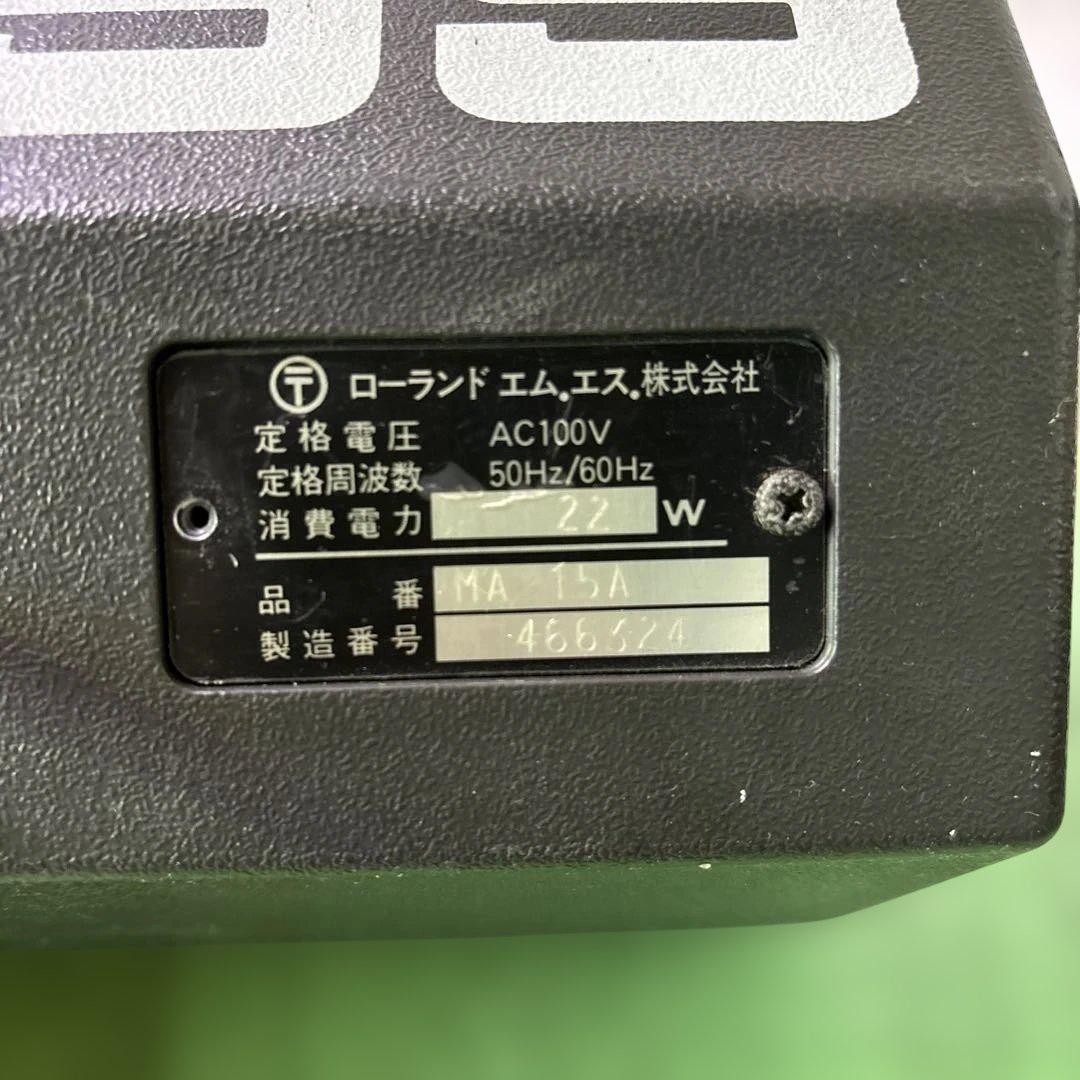 SS
〒 ローランド エム.エス.株式会社
定格電圧 AC100V
定格周波数 50Hz/60Hz
消費電力 22 W
品番 MA 15A
製造番号 466324